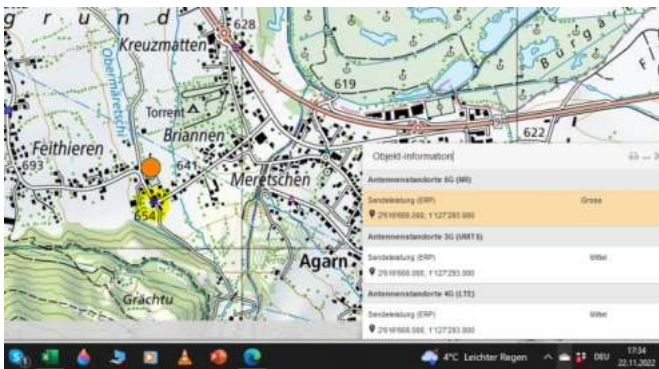 g r u n d
Kreuzmatten
628
Obermaretschi
619
Torrent
Briannen
622
Feithieren
641
693
Meretschen
654
Agarn
Grächtu
9
Objekt-Information
Antennenstandorte 5G (NR)
Sendeleistung (ERP) Gross
Antennenstandorte 3G (UMTS)
Sendeleistung (ERP) Mittel
Antennenstandorte 4G (LTE)
Sendeleistung (ERP) Mittel
4°C Leichter Regen
DEU
17:34
22.11.2022